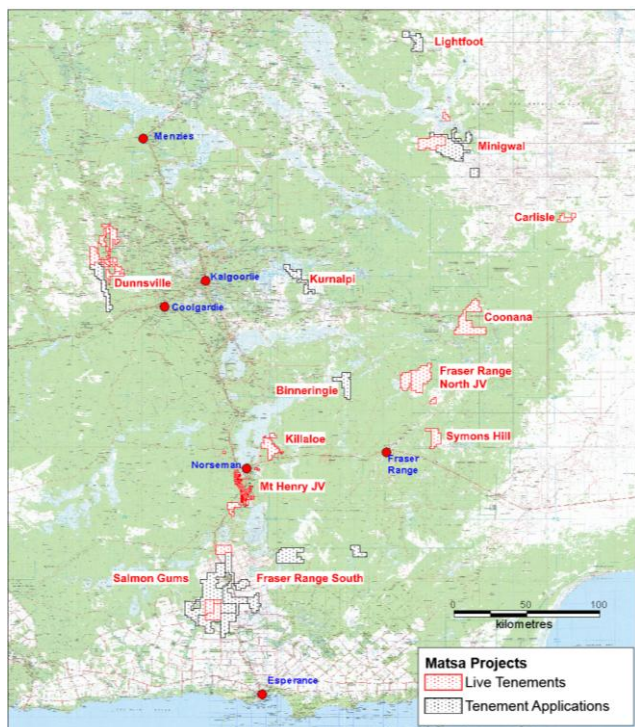 Lightfoot
Menzies
Minigwal
Carlisle
Dunnsville
Kalgoorlie
Kurnalpi
Coolgardie
Coonana
Binneringie
Fraser Range
North JV
Killaloe
Symons Hill
Norseman
Fraser
Range
Mt Henry JV
Salmon Gums
Fraser Range South
0 50 100
kilometres
Esperance
Matsa Projects
Live Tenements
Tenement Applications